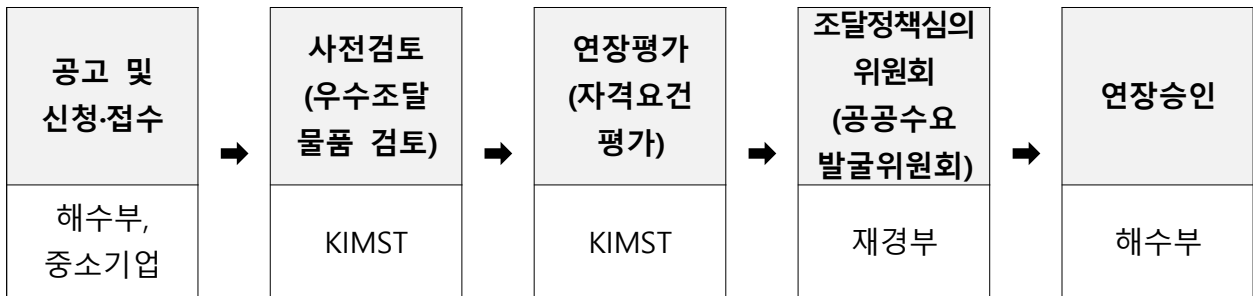 공고 및
신청·접수
➡
사전검토
(우수조달
물품 검토)
➡
연장평가
(자격요건
평가)
➡
조달정책심의
위원회
(공공수요
발굴위원회)
➡
연장승인
해수부,
중소기업
KIMST
KIMST
재경부
해수부